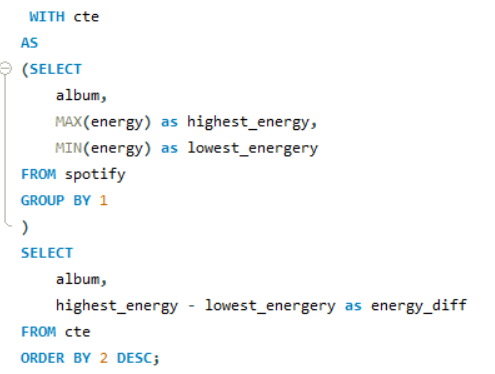 WITH cte
AS
(SELECT
album,
MAX(energy) as highest_energy,
MIN(energy) as lowest_energery
FROM spotify
GROUP BY 1
)
SELECT
album,
highest_energy - lowest_energery as energy_diff
FROM cte
ORDER BY 2 DESC;